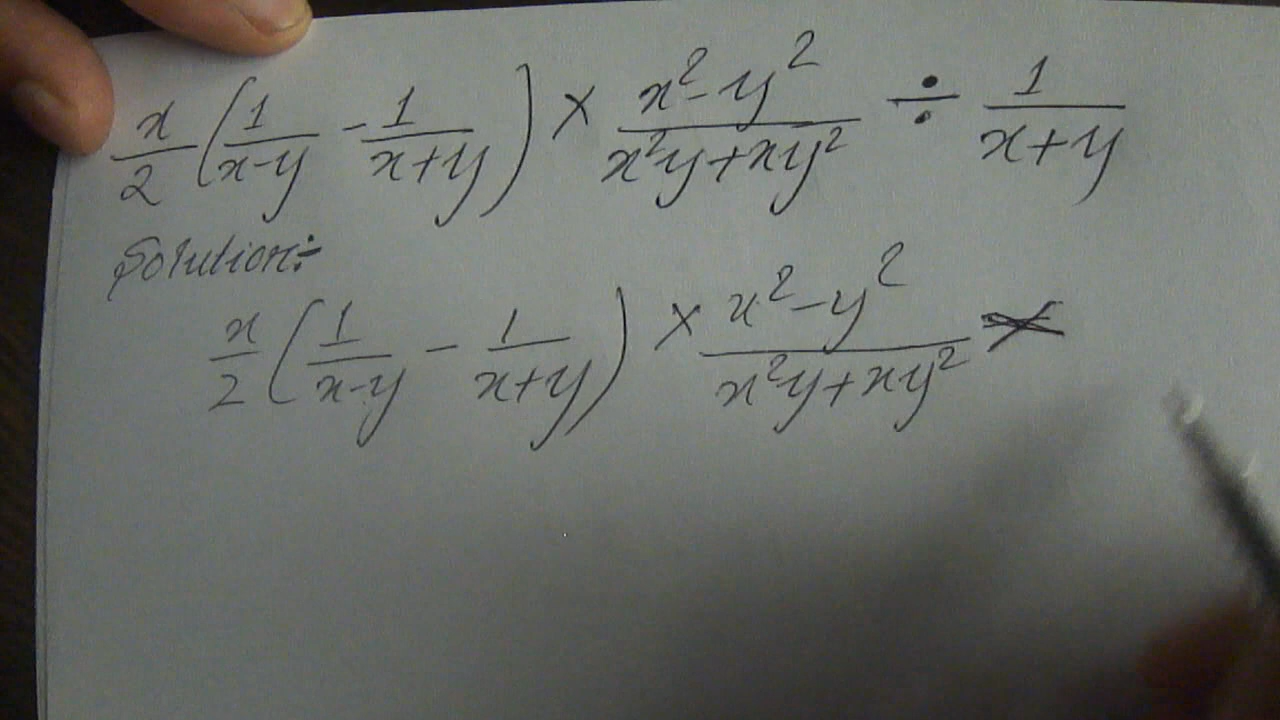 x/2 (1/x-y - 1/x+y) × x²-y²/x²y+xy² ÷ 1/x+y
Solution:-
x/2 (1/x-y - 1/x+y) × x²-y²/x²y+xy²